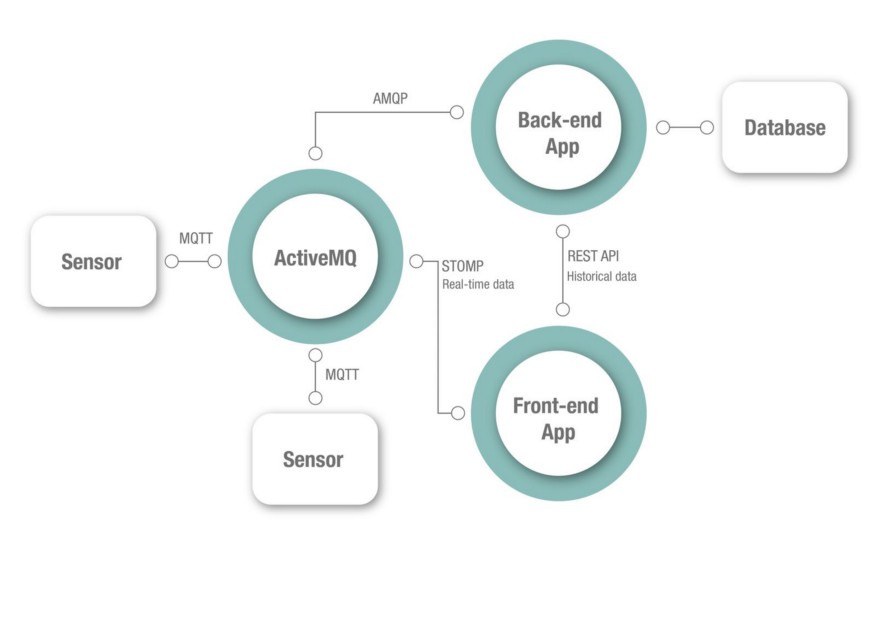 AMQP
Back-end
App
Database
MQTT
Sensor
ActiveMQ
STOMP
Real-time data
REST API
Historical data
MQTT
Front-end
App
Sensor